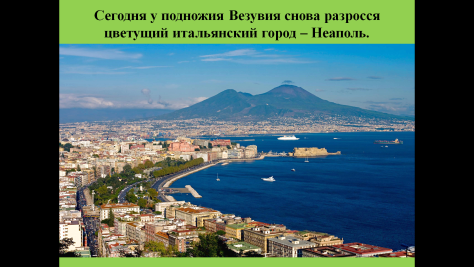 Сегодня у подножия Везувия снова разросся
цветущий итальянский город – Неаполь.